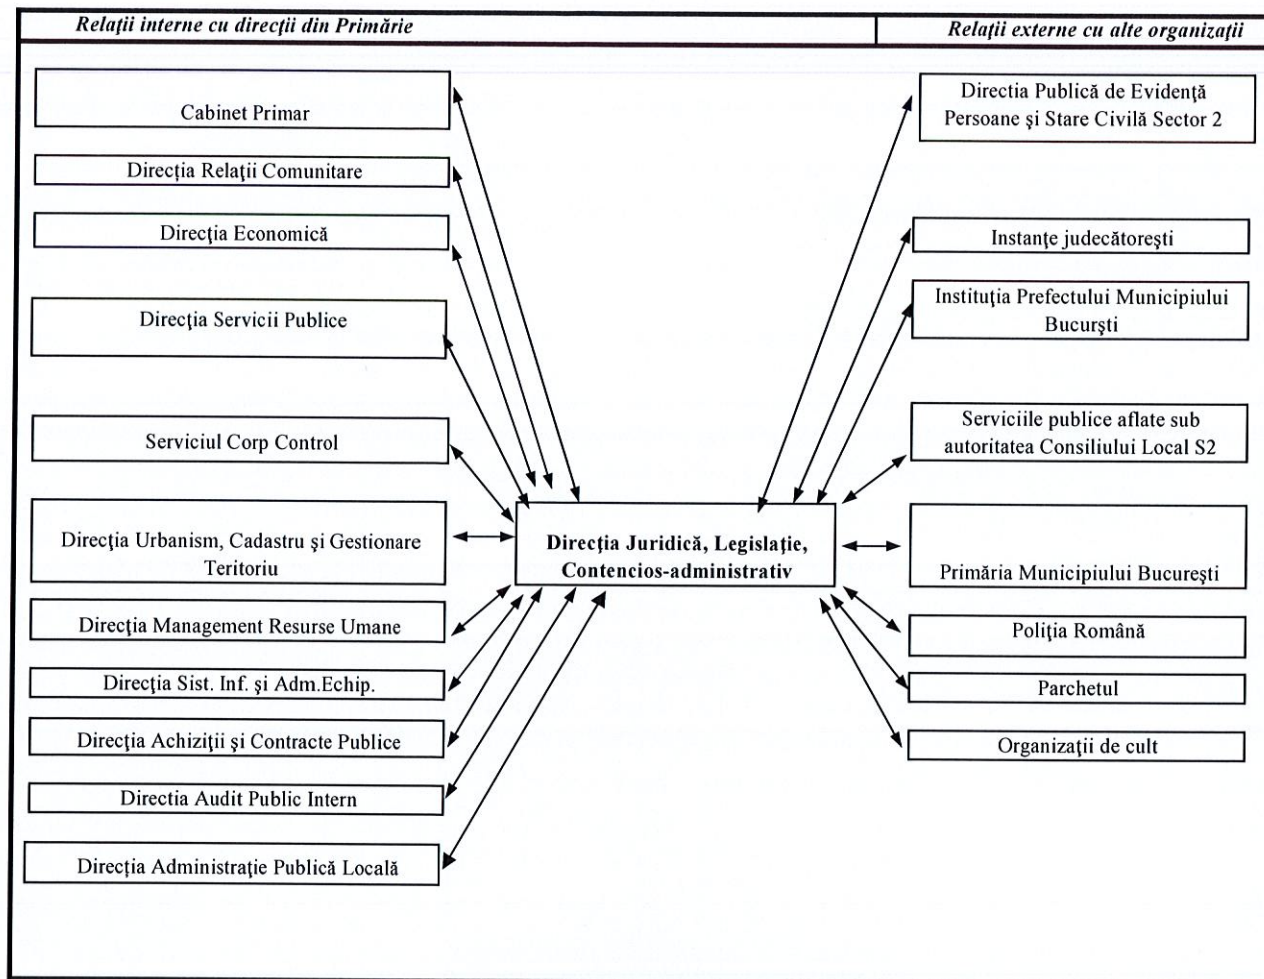 Relaţii interne cu direcţii din Primărie
Relaţii externe cu alte organizaţii
Cabinet Primar
Direcţia Relaţii Comunitare
Direcţia Economică
Direcţia Servicii Publice
Serviciul Corp Control
Direcţia Urbanism, Cadastru şi Gestionare
Teritoriu
Direcţia Management Resurse Umane
Direcţia Sist. Inf. şi Adm.Echip.
Direcţia Achiziţii şi Contracte Publice
Directia Audit Public Intern
Direcţia Administraţie Publică Locală
Direcţia Juridică, Legislaţie,
Contencios-administrativ
Directia Publică de Evidenţă
Persoane şi Stare Civilă Sector 2
Instanţe judecătoreşti
Instituţia Prefectului Municipiului
Bucurşti
Serviciile publice aflate sub
autoritatea Consiliului Local S2
Primăria Municipiului Bucureşti
Poliţia Română
Parchetul
Organizaţii de cult